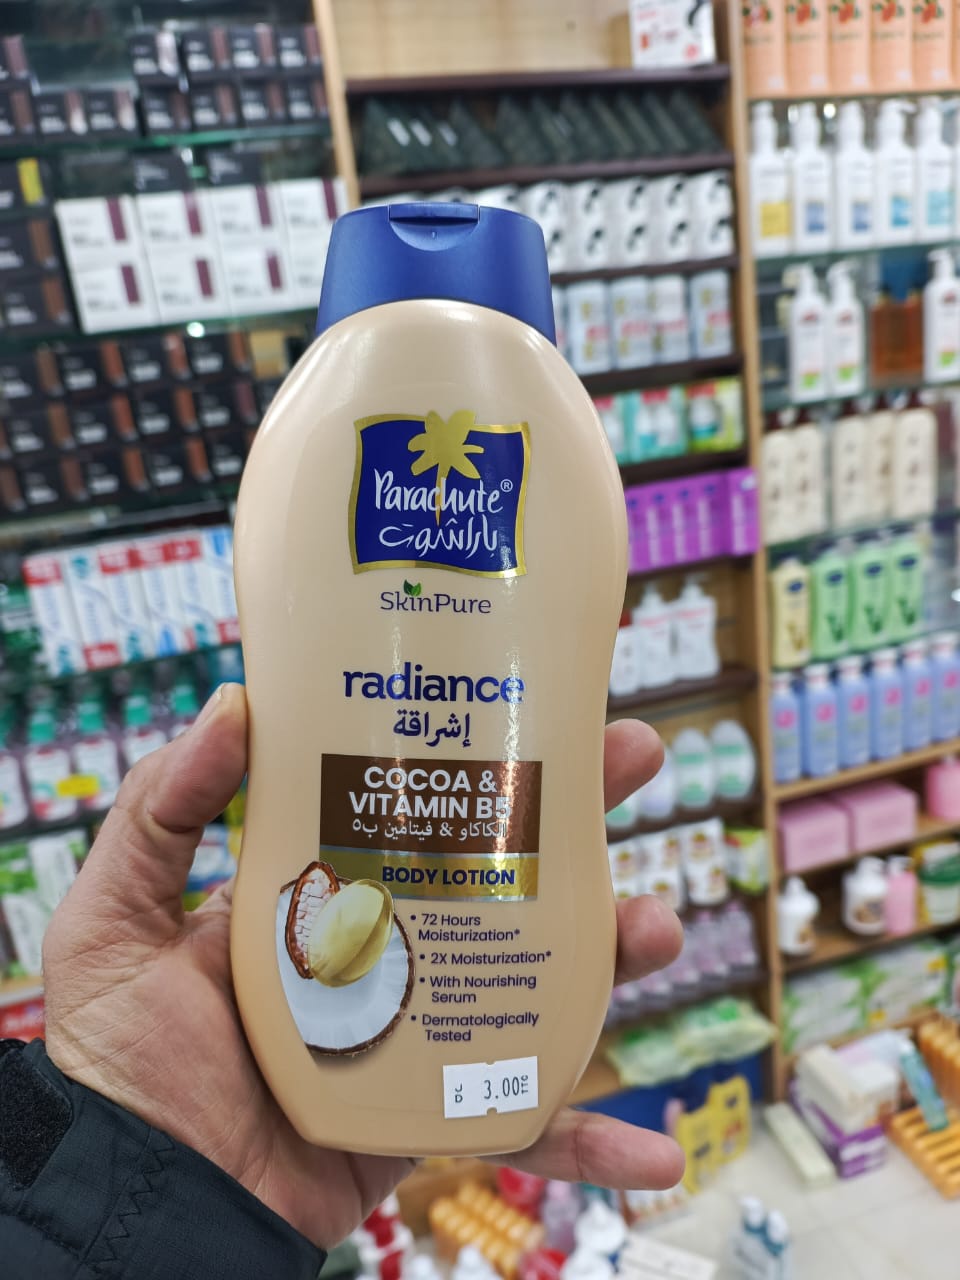 Parachute®
باراشوت
SkinPure
radiance
إشراقة
COCOA &
VITAMIN B5
الكاكاو & فيتامين ب٥
BODY LOTION
• 72 Hours
Moisturization*
• 2X Moisturization*
• With Nourishing
Serum
• Dermatologically
Tested
JD 3.00 TTC